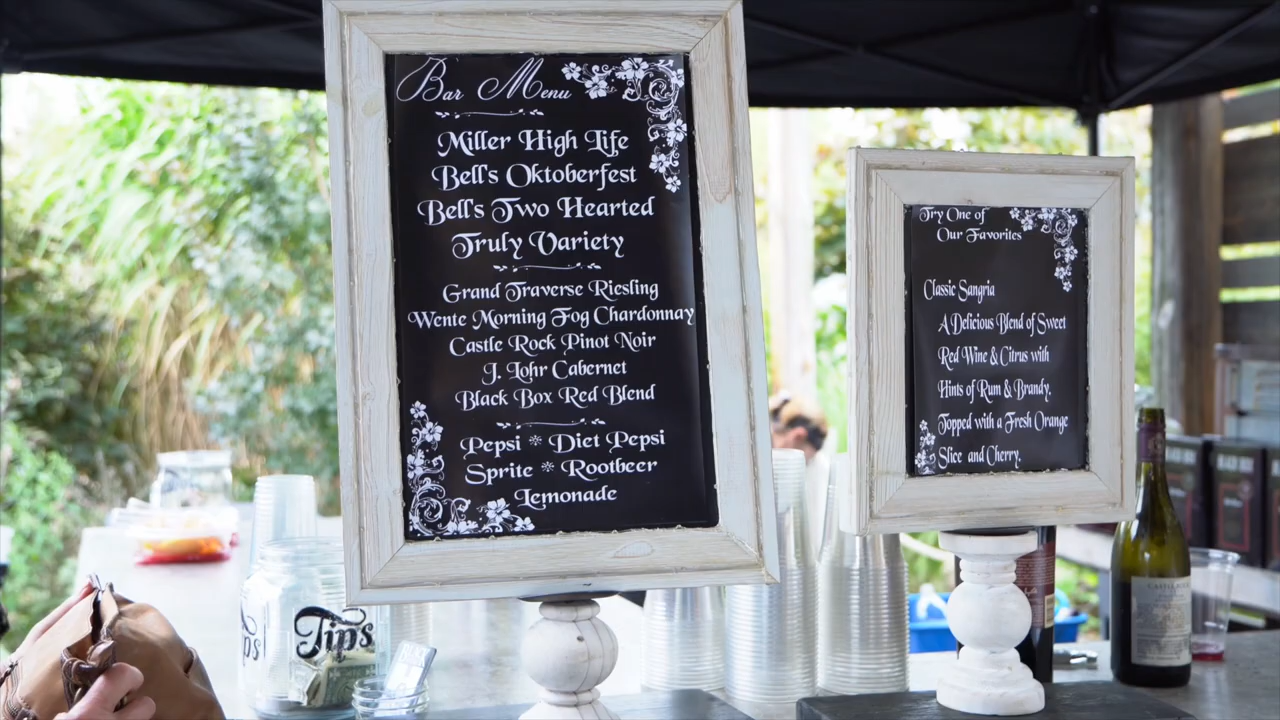 Bar Menu
Miller High Life
Bell's Oktoberfest
Bell's Two Hearted
Truly Variety
Grand Traverse Riesling
Wente Morning Fog Chardonnay
Castle Rock Pinot Noir
J. Lohr Cabernet
Black Box Red Blend
Pepsi * Diet Pepsi
Sprite * Rootbeer
Lemonade
Try One of
Our Favorites
Classic Sangria
A Delicious Blend of Sweet
Red Wine & Citrus with
Hints of Rum & Brandy,
Topped with a Fresh Orange
Slice and Cherry.
Tips